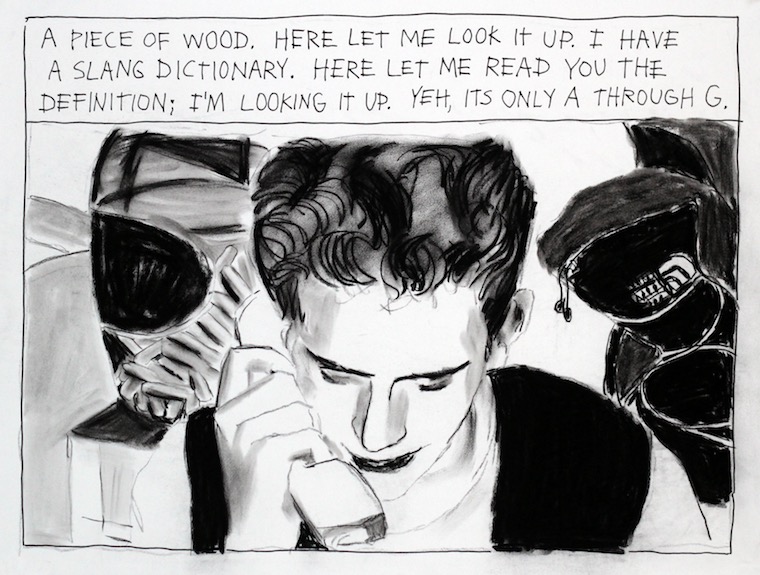 A PIECE OF WOOD. HERE LET ME LOOK IT UP. I HAVE
A SLANG DICTIONARY. HERE LET ME READ YOU THE
DEFINITION; I'M LOOKING IT UP. YEH, ITS ONLY A THROUGH G.